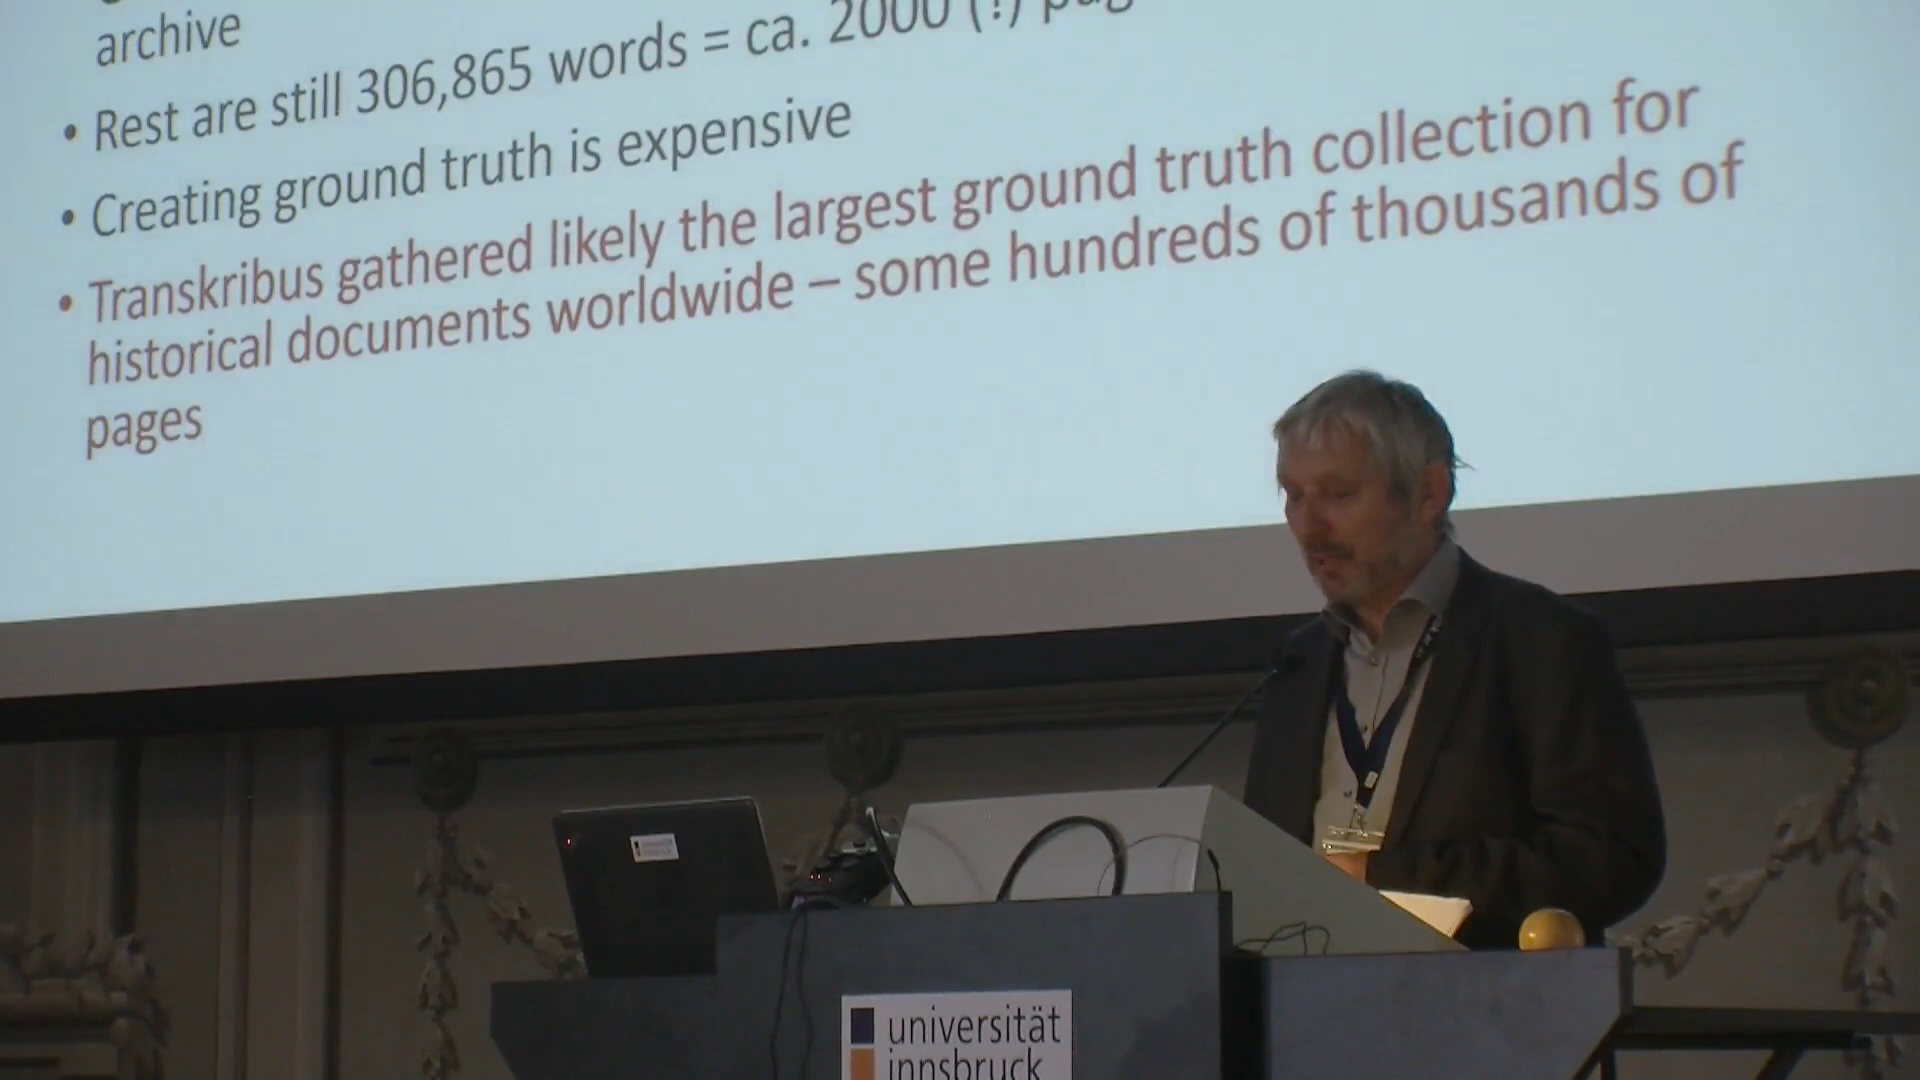 archive
• Rest are still 306,865 words = ca. 2000 (!)
• Creating ground truth is expensive
• Transkribus gathered likely the largest ground truth collection for
historical documents worldwide – some hundreds of thousands of
pages
universität
innsbruck